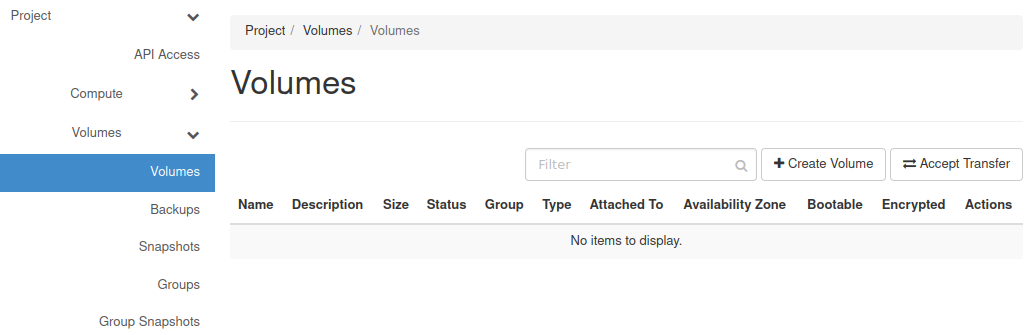 Project
API Access
Compute
Volumes
Volumes
Backups
Snapshots
Groups
Group Snapshots
Project / Volumes / Volumes
Volumes
Filter Create Volume Accept Transfer
Name Description Size Status Group Type Attached To Availability Zone Bootable Encrypted Actions
No items to display.